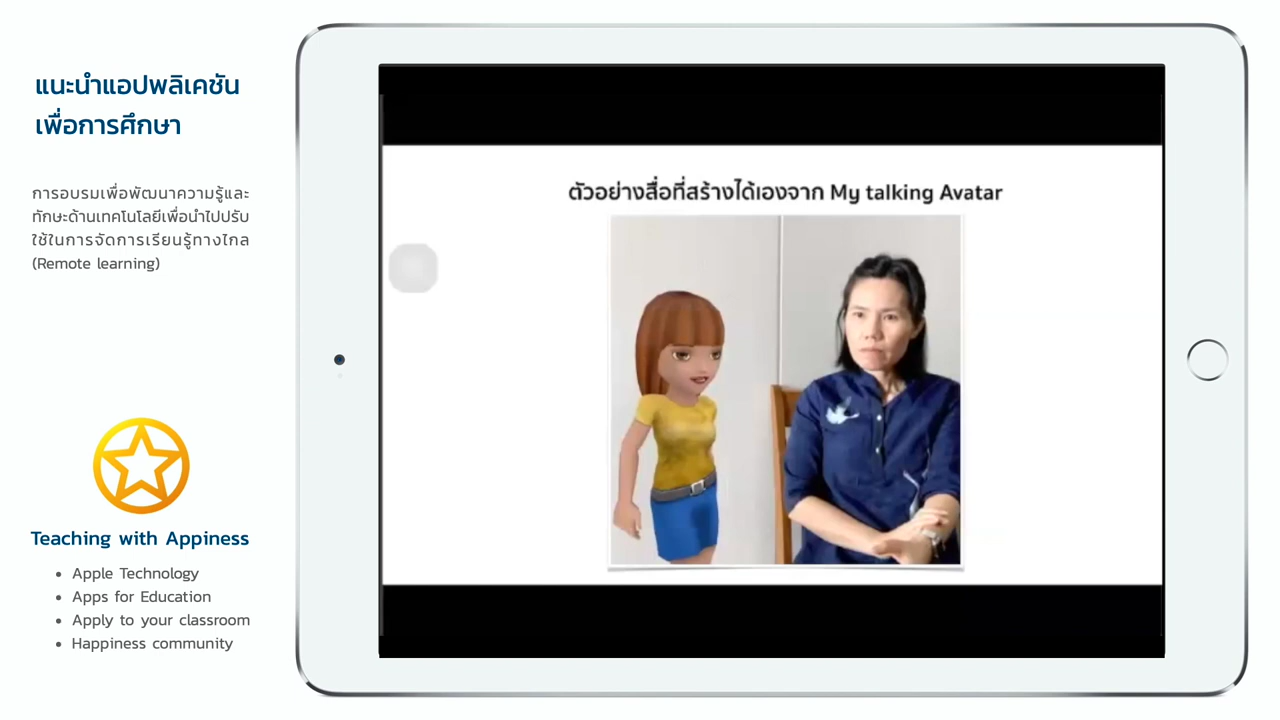 แนะนำแอปพลิเคชัน
เพื่อการศึกษา
การอบรมเพื่อพัฒนาความรู้และ
ทักษะด้านเทคโนโลยีเพื่อนำไปปรับ
ใช้ในการจัดการเรียนรู้ทางไกล
(Remote learning)
Teaching with Appiness
• Apple Technology
• Apps for Education
• Apply to your classroom
• Happiness community
ตัวอย่างสื่อที่สร้างได้เองจาก My talking Avatar